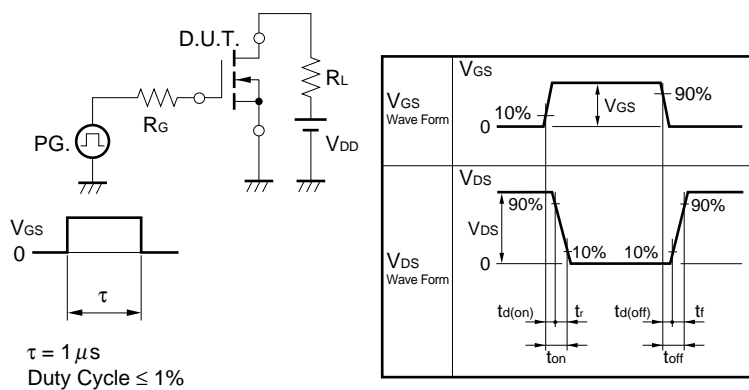 D.U.T.
RL
RG
PG.
VDD
VGS
0
τ
τ = 1 μs
Duty Cycle ≤ 1%
VGS
Wave Form
VGS
10%
VGS
90%
0
VDS
Wave Form
VDS
90%
VDS
10%
10%
90%
0
td(on)
tr
td(off)
tf
ton
toff